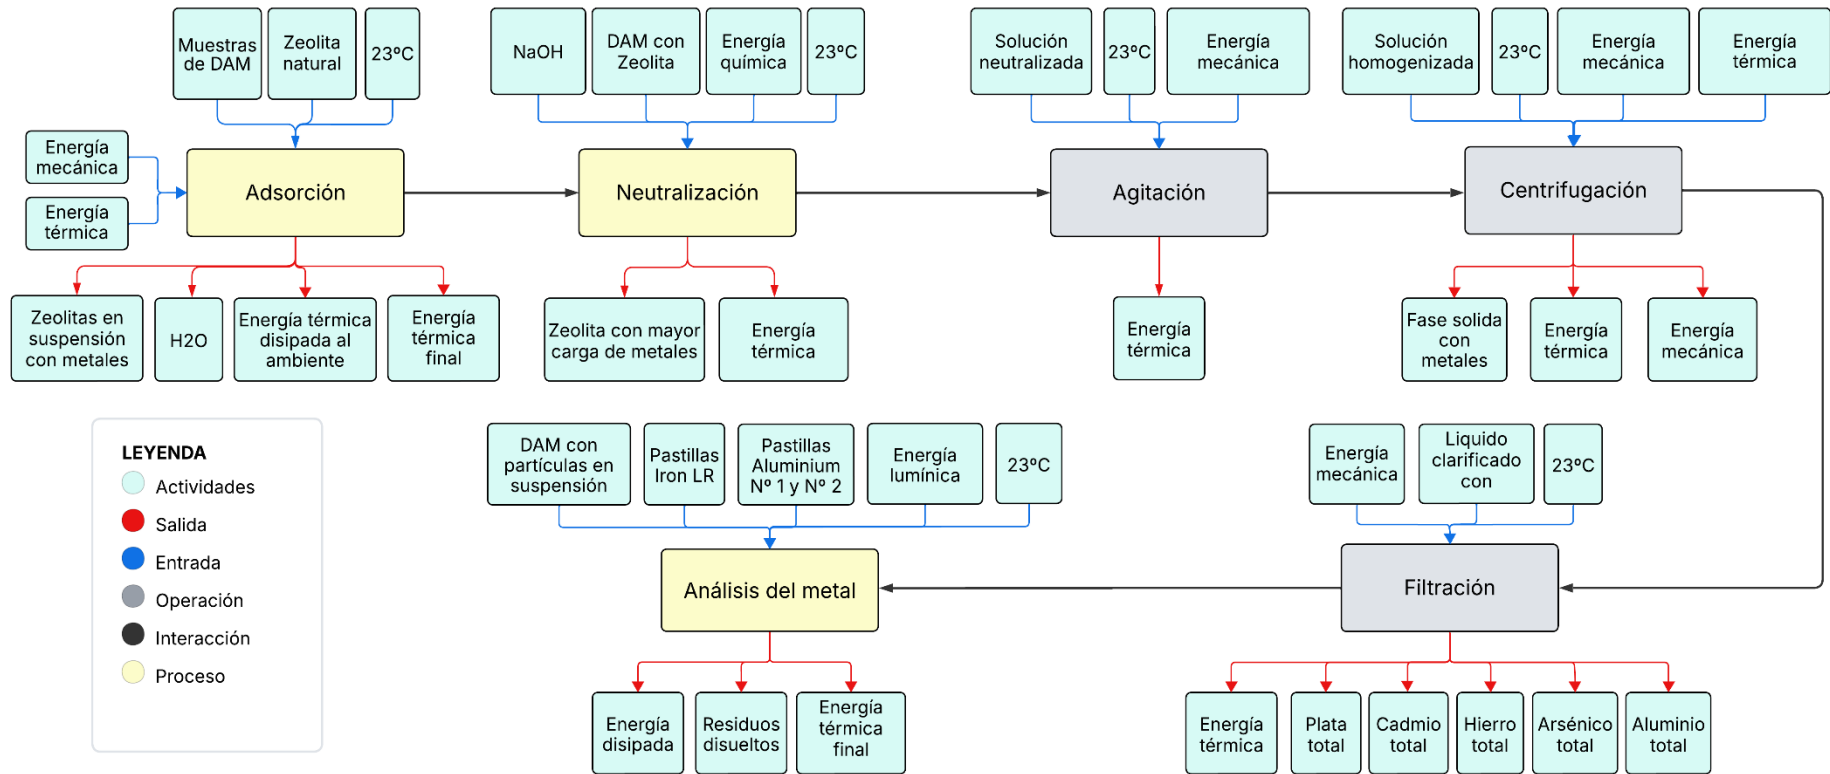 Muestras
de DAM
Zeolita
natural
23ºC
NaOH
DAM con
Zeolita
Energía
química
23ºC
Solución
neutralizada
23ºC
Energía
mecánica
Solución
homogenizada
23ºC
Energía
mecánica
Energía
térmica
Energía
mecánica
Energía
térmica
Adsorción
Neutralización
Agitación
Centrifugación
Zeolitas en
suspensión
con metales
H2O
Energía térmica
disipada al
ambiente
Energía
térmica
final
Zeolita con mayor
carga de metales
Energía
térmica
Energía
térmica
Fase solida
con
metales
Energía
térmica
Energía
mecánica
LEYENDA
Actividades
Salida
Entrada
Operación
Interacción
Proceso
DAM con
partículas en
suspensión
Pastillas
Iron LR
Pastillas
Aluminium
Nº 1 y Nº 2
Energía
lumínica
23ºC
Energía
mecánica
Liquido
clarificado
con
23ºC
Análisis del metal
Filtración
Energía
disipada
Residuos
disueltos
Energía
térmica
final
Energía
térmica
Plata
total
Cadmio
total
Hierro
total
Arsénico
total
Aluminio
total